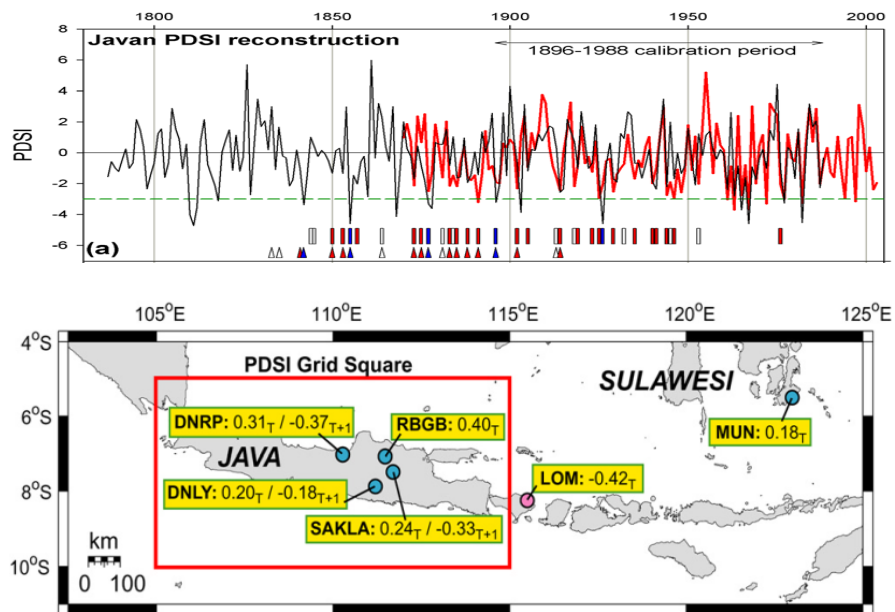 1800 1850 1900 1950 2000
Javan PDSI reconstruction
1896-1988 calibration period
PDSI
8
6
4
2
0
-2
-4
-6
(a)
105°E 110°E 115°E 120°E 125°E
4°S
6°S
8°S
10°S
PDSI Grid Square
SULAWESI
DNRP: 0.31T / -0.37T+1
RBGB: 0.40T
MUN: 0.18T
JAVA
LOM: -0.42T
DNLY: 0.20T / -0.18T+1
SAKLA: 0.24T / -0.33T+1
km
0 100